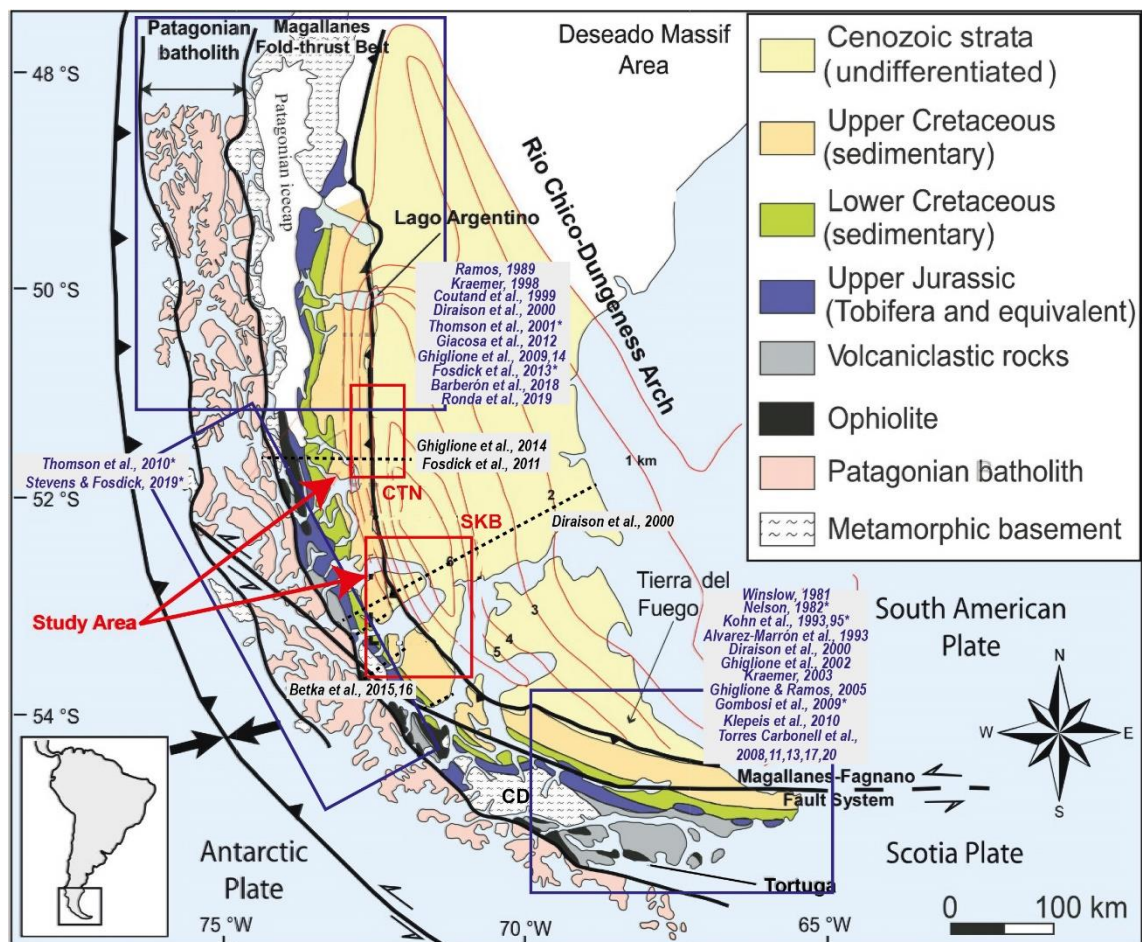 Patagonian
batholith
Magallanes
Fold-thrust Belt
Deseado Massif
Area
48° S
50° S
52° S
54° S
Patagonian icecap
Rio Chico-Dungeness Arch
Lago Argentino
Ramos, 1989
Kraemer, 1998
Coutand et al., 1999
Diraison et al., 2000
Thomson et al., 2001*
Giacosa et al., 2012
Ghiglione et al., 2009,14
Fosdick et al., 2013*
Barberón et al., 2018
Ronda et al., 2019
Ghiglione et al., 2014
Fosdick et al., 2011
CTN
1 km
Thomson et al., 2010*
Stevens & Fosdick, 2019*
SKB
2
Diraison et al., 2000
6
3
4
5
Study Area
Betka et al., 2015,16
Tierra del
Fuego
Winslow, 1981
Nelson, 1982*
Kohn et al., 1993,95*
Alvarez-Marrón et al., 1993
Diraison et al., 2000
Ghiglione et al., 2002
Kraemer, 2003
Ghiglione & Ramos, 2005
Gombosi et al., 2009*
Klepeis et al., 2010
Torres Carbonell et al.,
2008,11,13,17,20
South American
Plate
N
W
E
S
CD
Magallanes-Fagnano
Fault System
Antarctic
Plate
Scotia Plate
Tortuga
0
100 km
75 °W
70 °W
65 °W
Cenozoic strata
(undifferentiated)
Upper Cretaceous
(sedimentary)
Lower Cretaceous
(sedimentary)
Upper Jurassic
(Tobifera and equivalent)
Volcaniclastic rocks
Ophiolite
Patagonian batholith
Metamorphic basement